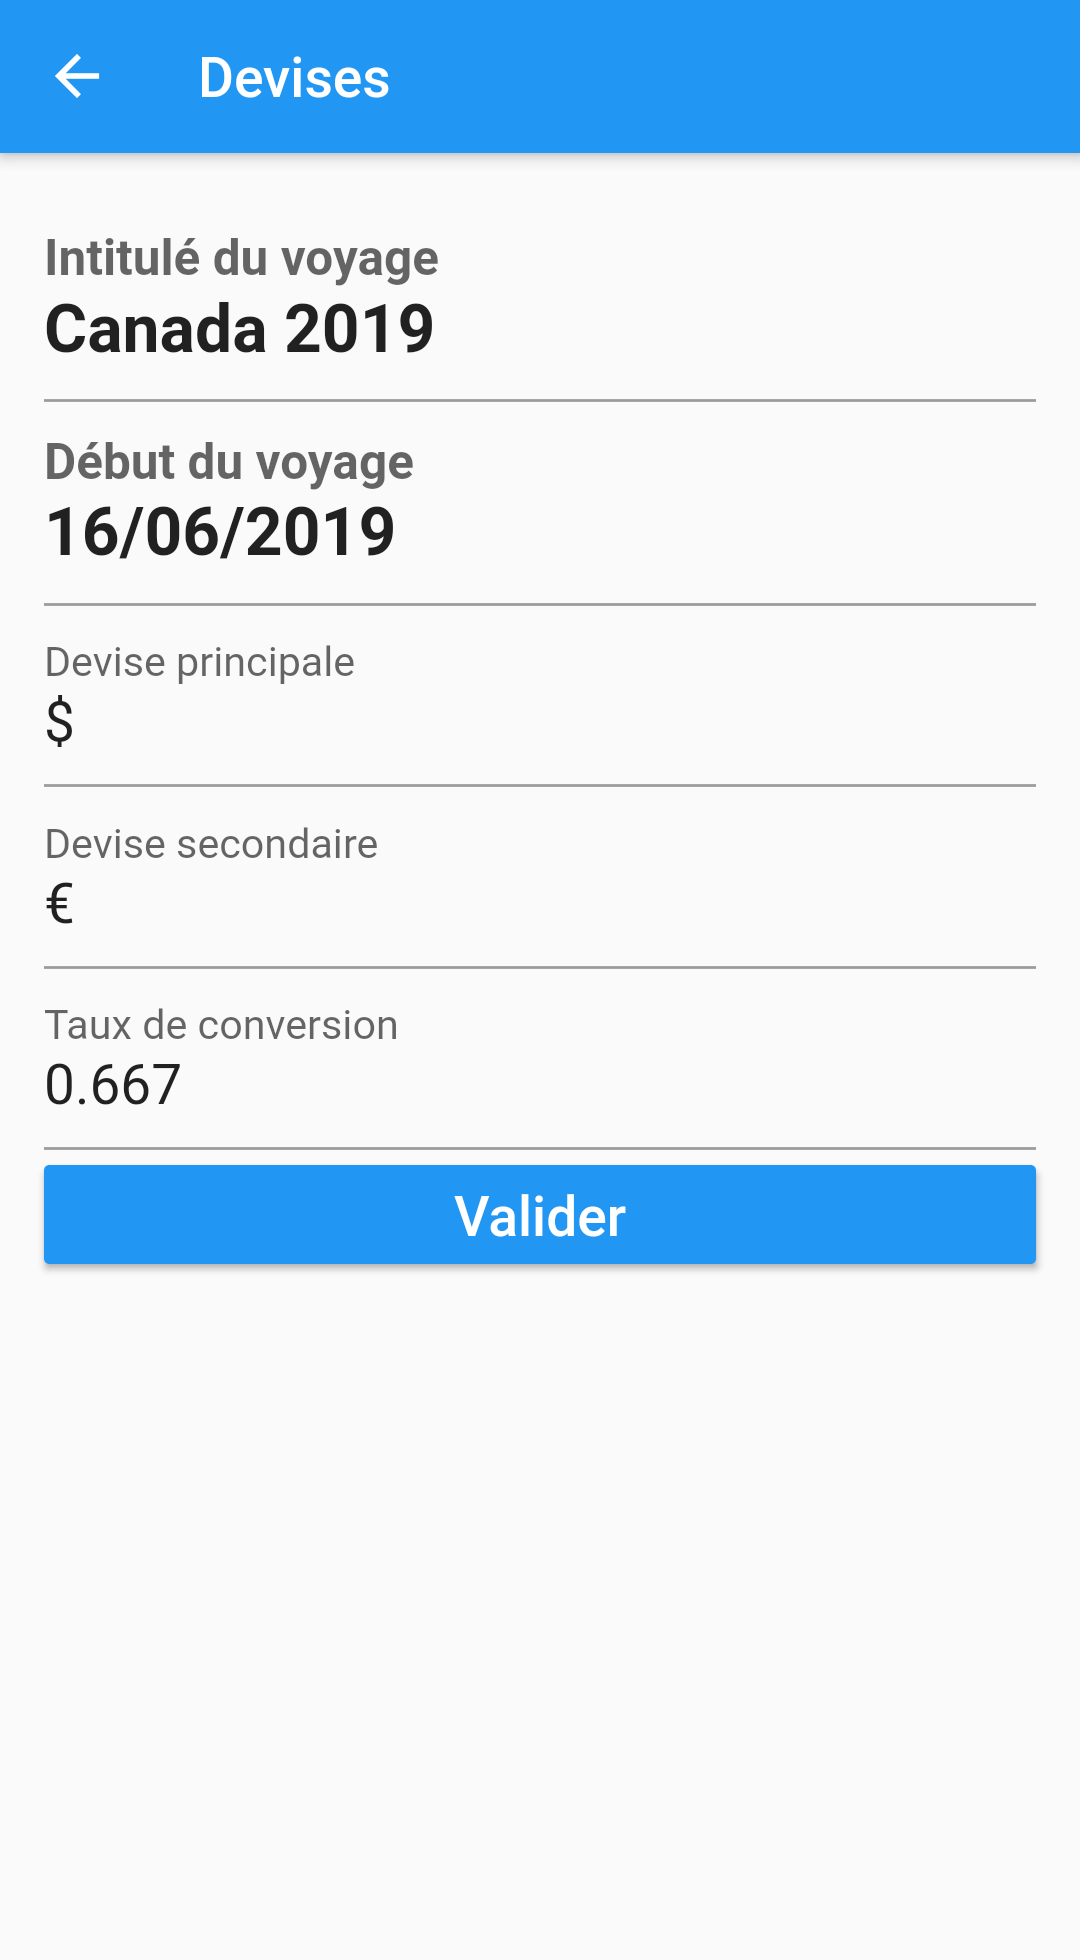 Devises
Intitulé du voyage
Canada 2019
Début du voyage
16/06/2019
Devise principale
$
Devise secondaire
€
Taux de conversion
0.667
Valider